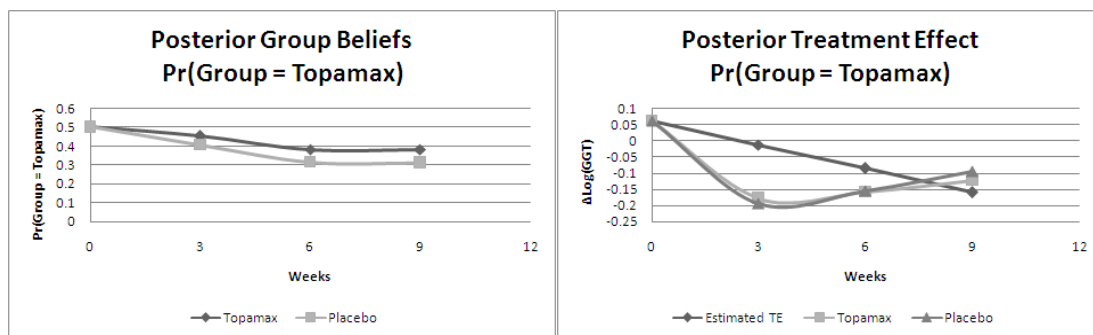 Posterior Group Beliefs
Pr(Group = Topamax)
Pr(Group = Topamax)
0.6
0.5
0.4
0.3
0.2
0.1
0
0 3 6 9 12
Weeks
Topamax Placebo
Posterior Treatment Effect
Pr(Group = Topamax)
ΔLog(GGT)
0.1
0.05
0
-0.05
-0.1
-0.15
-0.2
-0.25
0 3 6 9 12
Weeks
Estimated TE Topamax Placebo